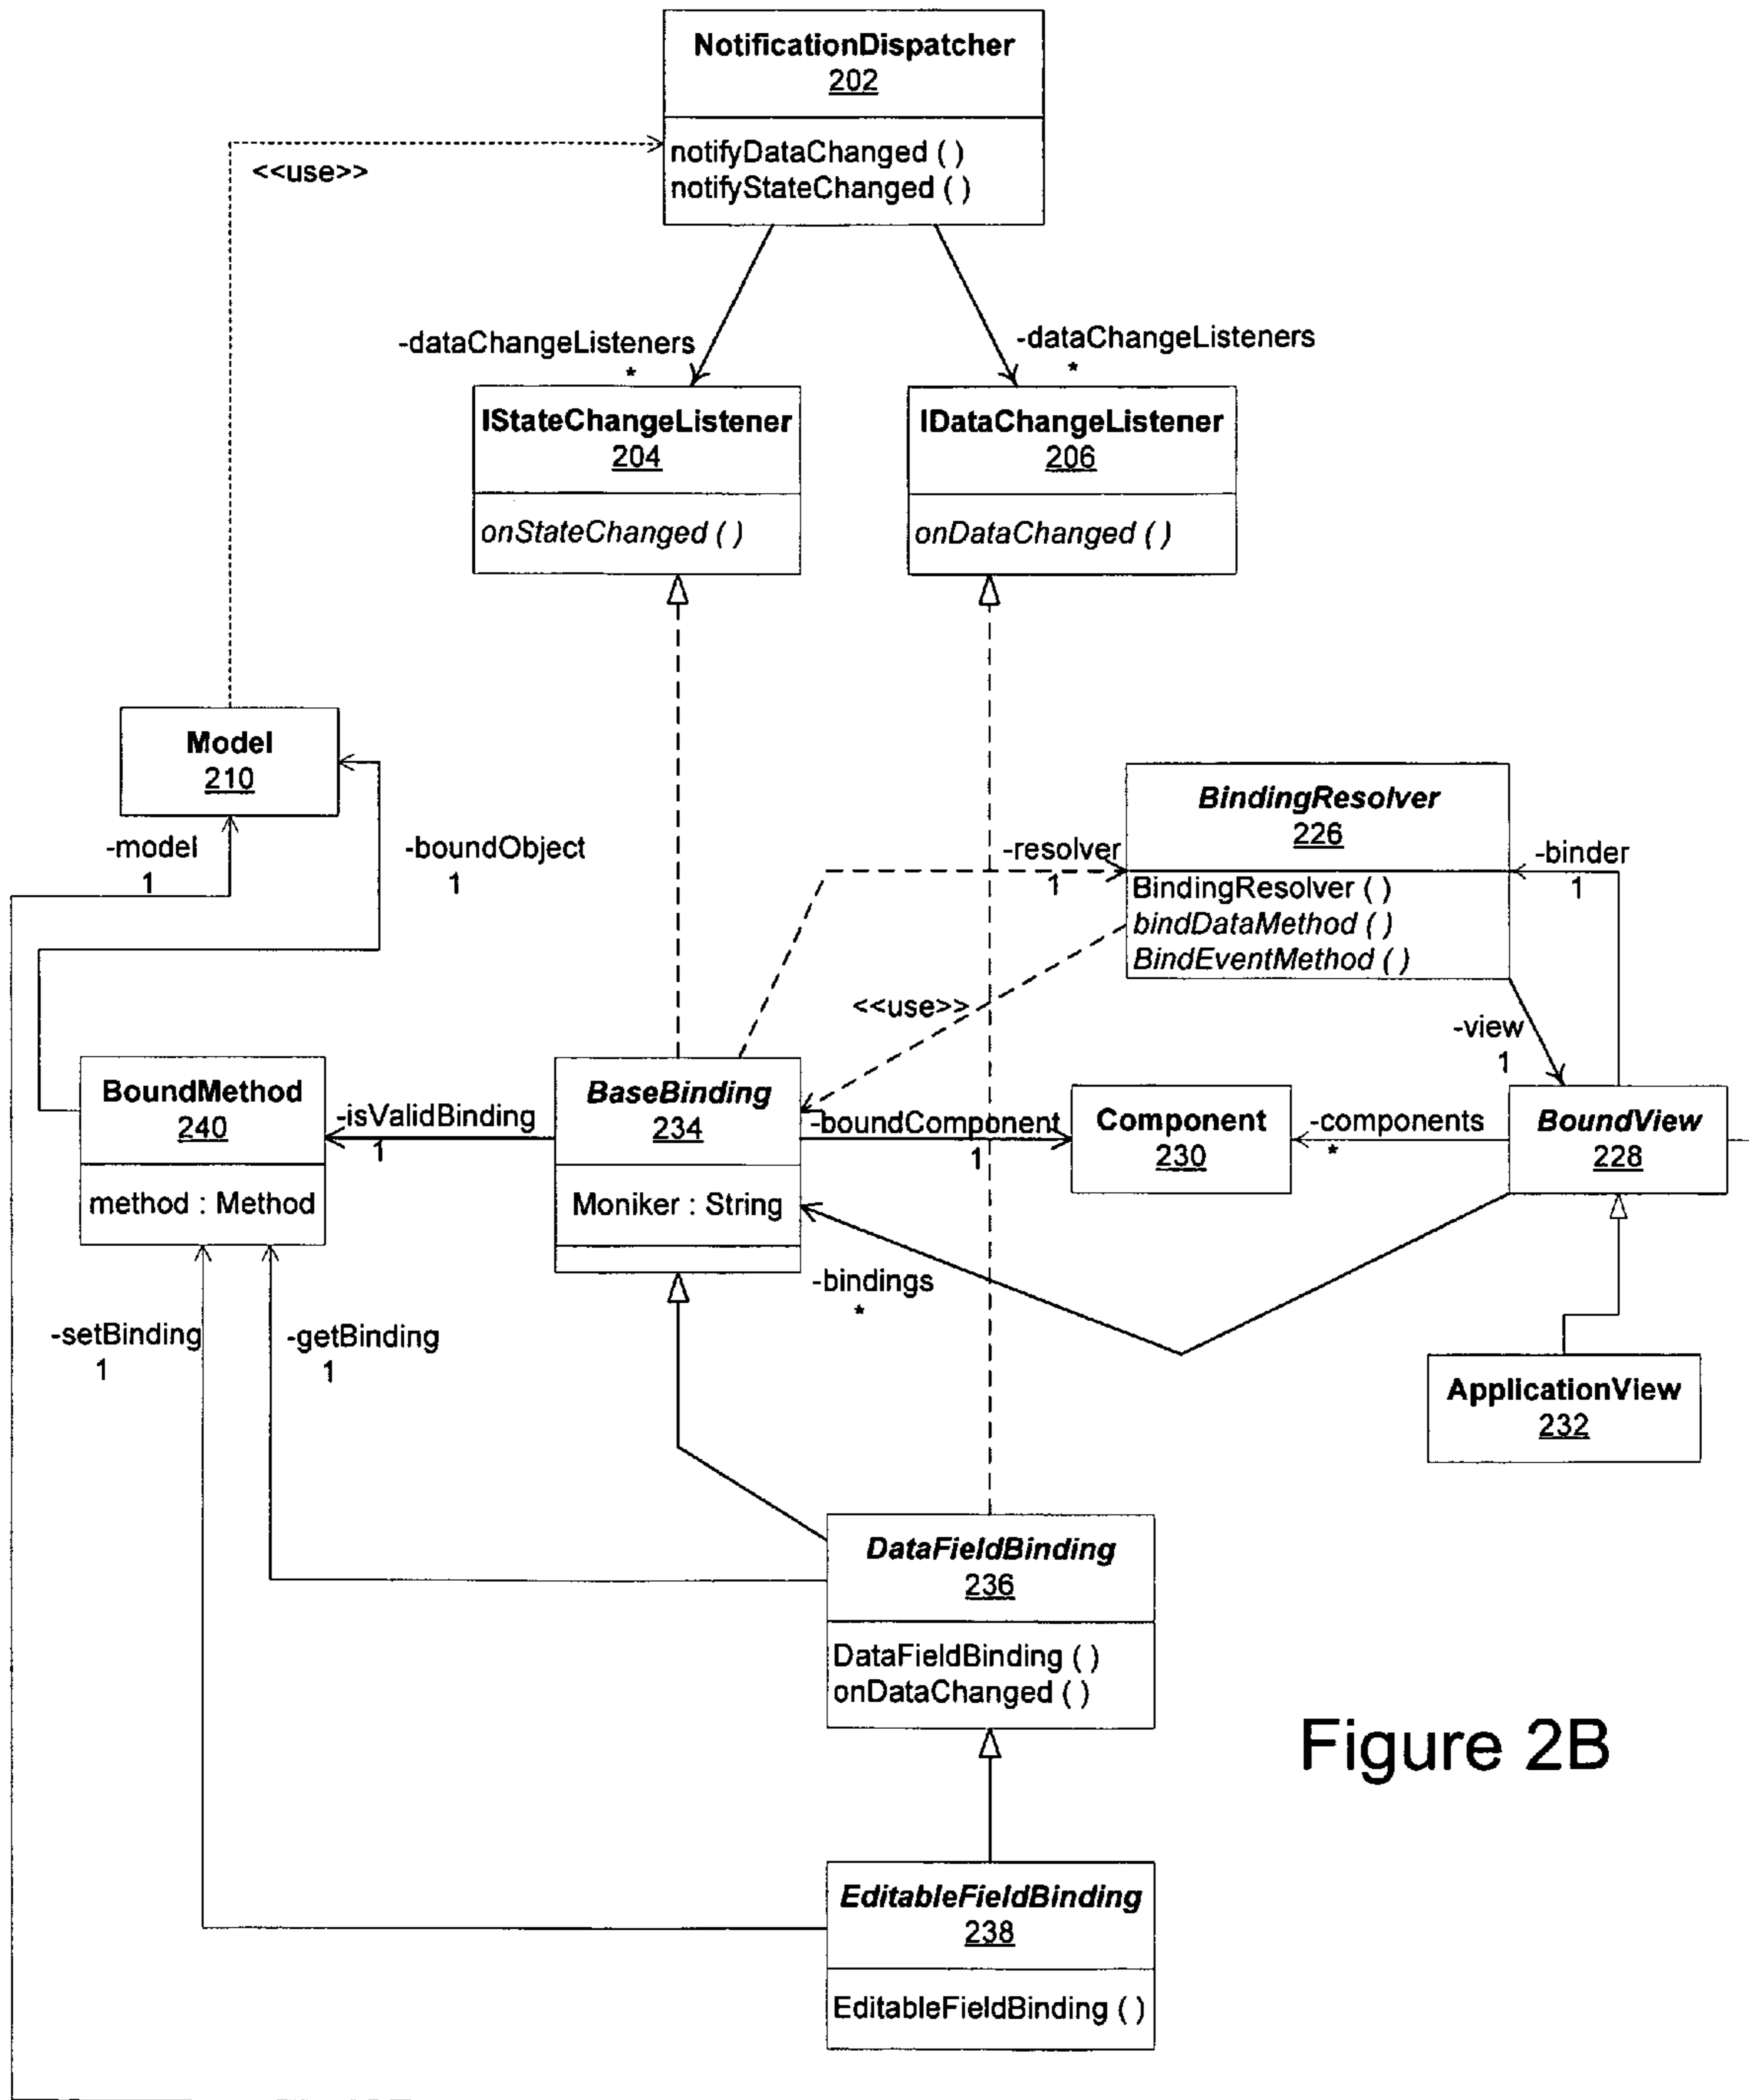 NotificationDispatcher
202
notifyDataChanged ( )
notifyStateChanged ( )
<<use>>
-dataChangeListeners
*
-dataChangeListeners
*
IStateChangeListener
204
onStateChanged ( )
IDataChangeListener
206
onDataChanged ( )
Model
210
-model
1
-boundObject
1
BindingResolver
226
BindingResolver ( )
bindDataMethod ( )
BindEventMethod ( )
-resolver
1
-binder
1
<<use>>
-view
1
BoundMethod
240
method : Method
-isValidBinding
1
BaseBinding
234
Moniker : String
-boundComponent
1
Component
230
-components
*
BoundView
228
-bindings
*
-setBinding
1
-getBinding
1
ApplicationView
232
DataFieldBinding
236
DataFieldBinding ( )
onDataChanged ( )
Figure 2B
EditableFieldBinding
238
EditableFieldBinding ( )